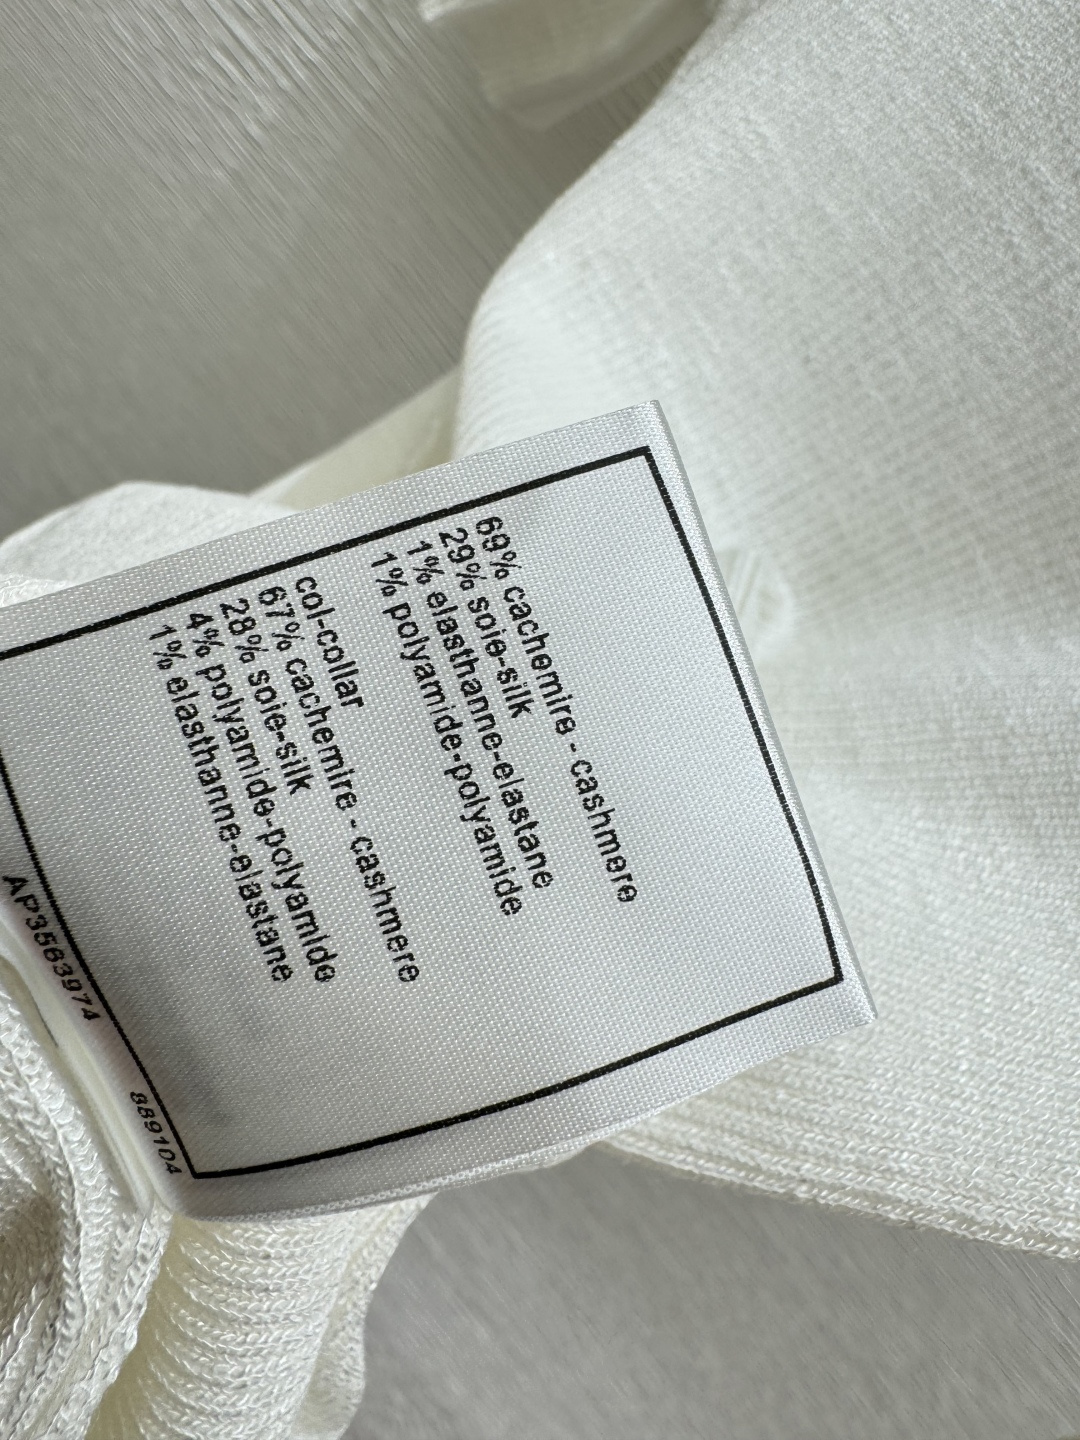 69% cachemire - cashmere
29% soie-silk
1% elasthanne-elastane
1% polyamide-polyamide
col-collar
67% cachemire - cashmere
28% soie-silk
4% polyamide-polyamide
1% elasthanne-elastane
AP3563974
889104